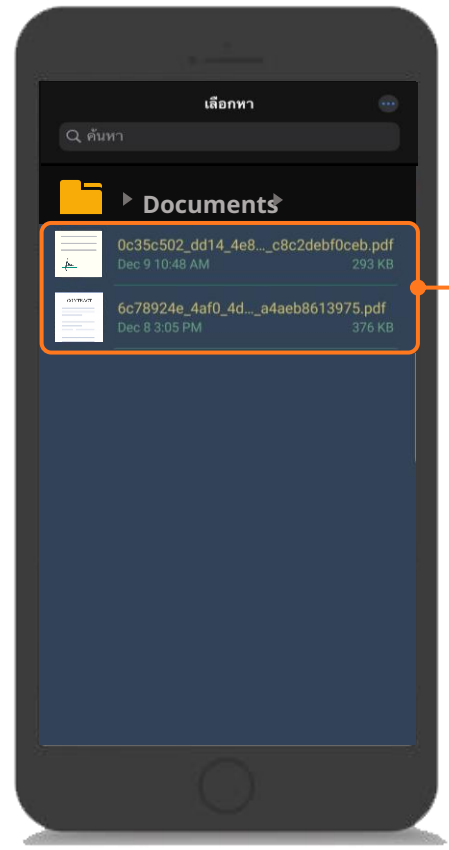 เลือกหา
ค้นหา
Documents
0c35c502_dd14_4e8..._c8c2debf0ceb.pdf
Dec 9 10:48 AM 293 KB
CONTRACT
6c78924e_4af0_4d..._a4aeb8613975.pdf
Dec 8 3:05 PM 376 KB